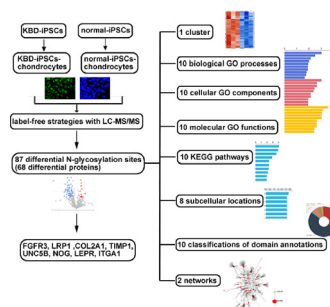 KBD-iPSCs
normal-iPSCs
KBD-iPSCs-
chondrocytes
normal-iPSCs-
chondrocytes
label-free strategies with LC-MS/MS
87 differential N-glycosylation sites
(68 differential proteins)
FGFR3, LRP1 ,COL2A1, TIMP1,
UNC5B, NOG, LEPR, ITGA1
1 cluster
10 biological GO processes
10 cellular GO components
10 molecular GO functions
10 KEGG pathways
8 subcellular locations
10 classifications of domain annotations
2 networks